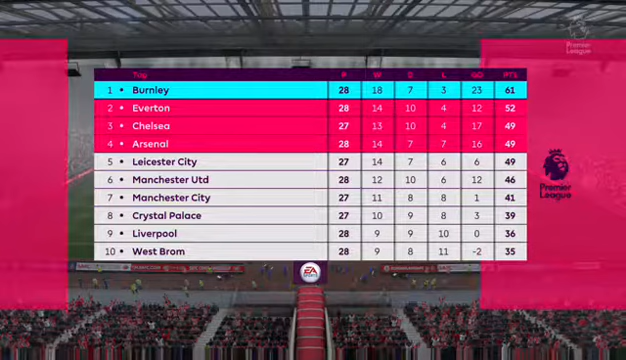 Premier
League
P W D L GD PTS
1 • Burnley 28 18 7 3 23 61
2 • Everton 28 14 10 4 12 52
3 • Chelsea 27 13 10 4 17 49
4 • Arsenal 28 14 7 7 16 49
5 • Leicester City 27 14 7 6 6 49
6 • Manchester Utd 28 12 10 6 12 46
7 • Manchester City 27 11 8 8 1 41
8 • Crystal Palace 27 10 9 8 3 39
9 • Liverpool 28 9 9 10 0 36
10 • West Brom 28 9 8 11 -2 35
Premier
League
EA
SPORTS